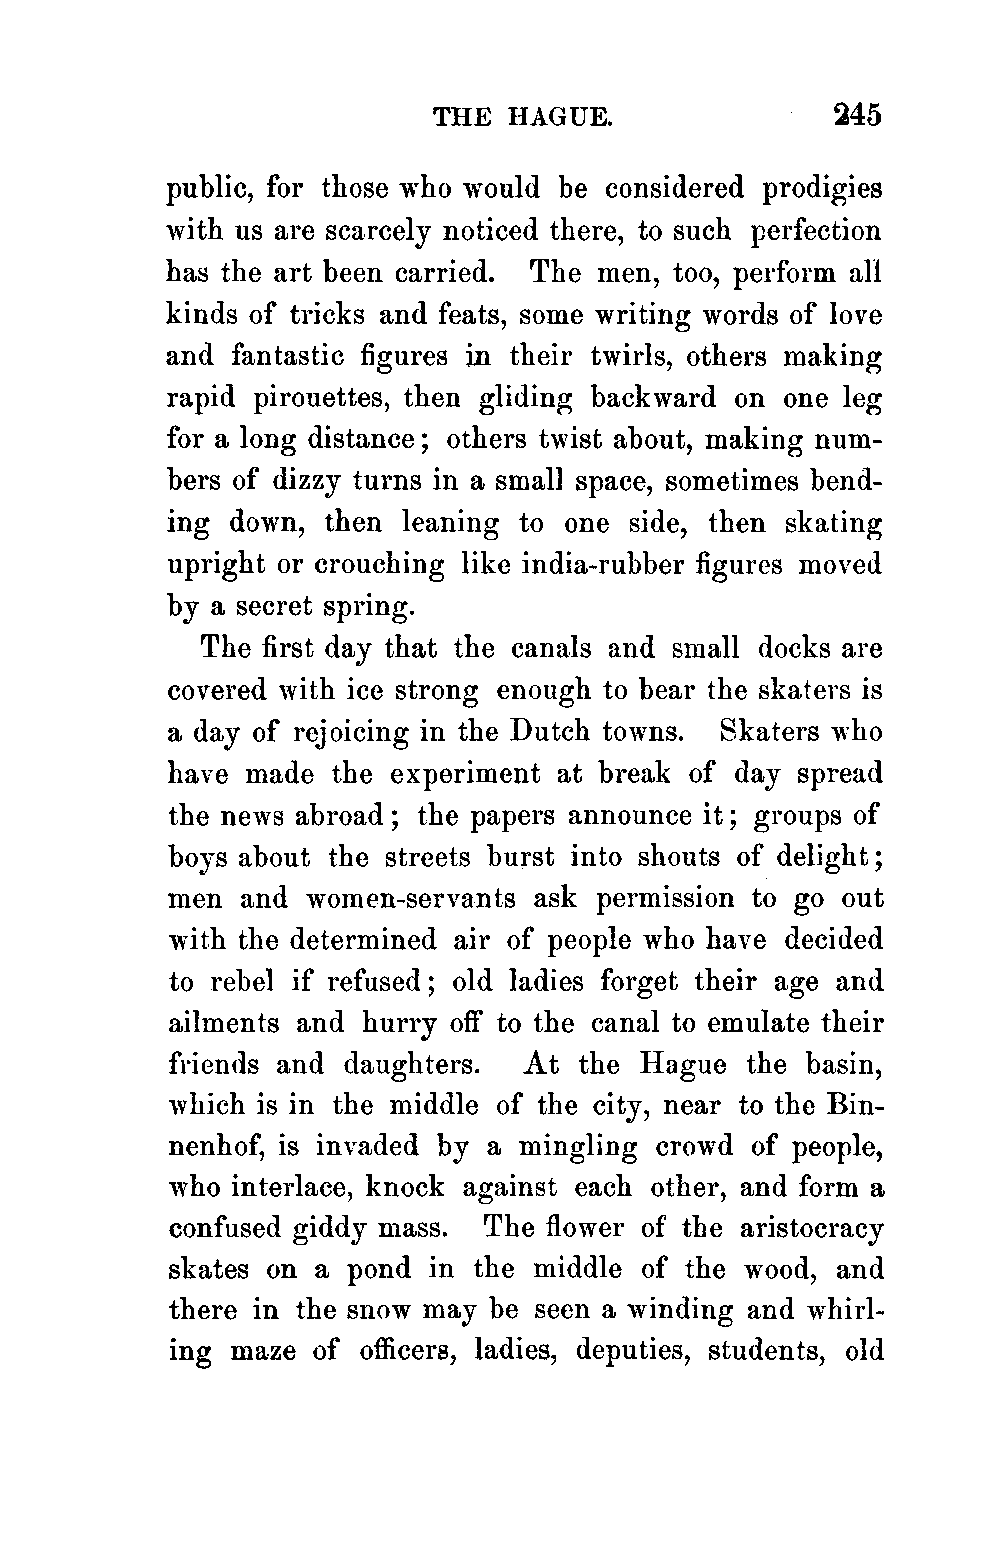 THE HAGUE. 245
public, for those who would be considered prodigies
with us are scarcely noticed there, to such perfection
has the art been carried. The men, too, perform all
kinds of tricks and feats, some writing words of love
and fantastic figures in their twirls, others making
rapid pirouettes, then gliding backward on one leg
for a long distance; others twist about, making num-
bers of dizzy turns in a small space, sometimes bend-
ing down, then leaning to one side, then skating
upright or crouching like india-rubber figures moved
by a secret spring.
The first day that the canals and small docks are
covered with ice strong enough to bear the skaters is
a day of rejoicing in the Dutch towns. Skaters who
have made the experiment at break of day spread
the news abroad; the papers announce it; groups of
boys about the streets burst into shouts of delight;
men and women-servants ask permission to go out
with the determined air of people who have decided
to rebel if refused; old ladies forget their age and
ailments and hurry off to the canal to emulate their
friends and daughters. At the Hague the basin,
which is in the middle of the city, near to the Bin-
nenhof, is invaded by a mingling crowd of people,
who interlace, knock against each other, and form a
confused giddy mass. The flower of the aristocracy
skates on a pond in the middle of the wood, and
there in the snow may be seen a winding and whirl-
ing maze of officers, ladies, deputies, students, old